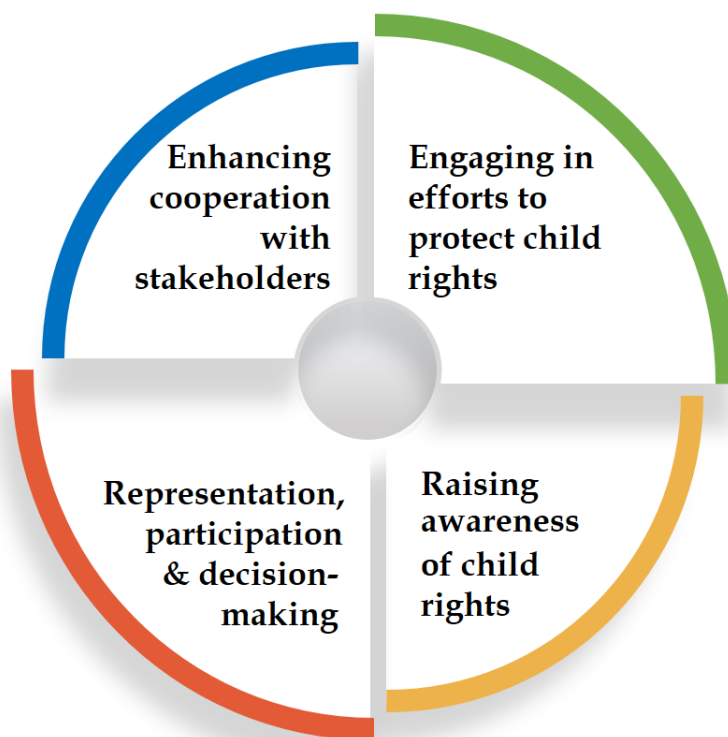 Enhancing
cooperation
with
stakeholders
Engaging in
efforts to
protect child
rights
Representation,
participation
& decision-
making
Raising
awareness
of child
rights